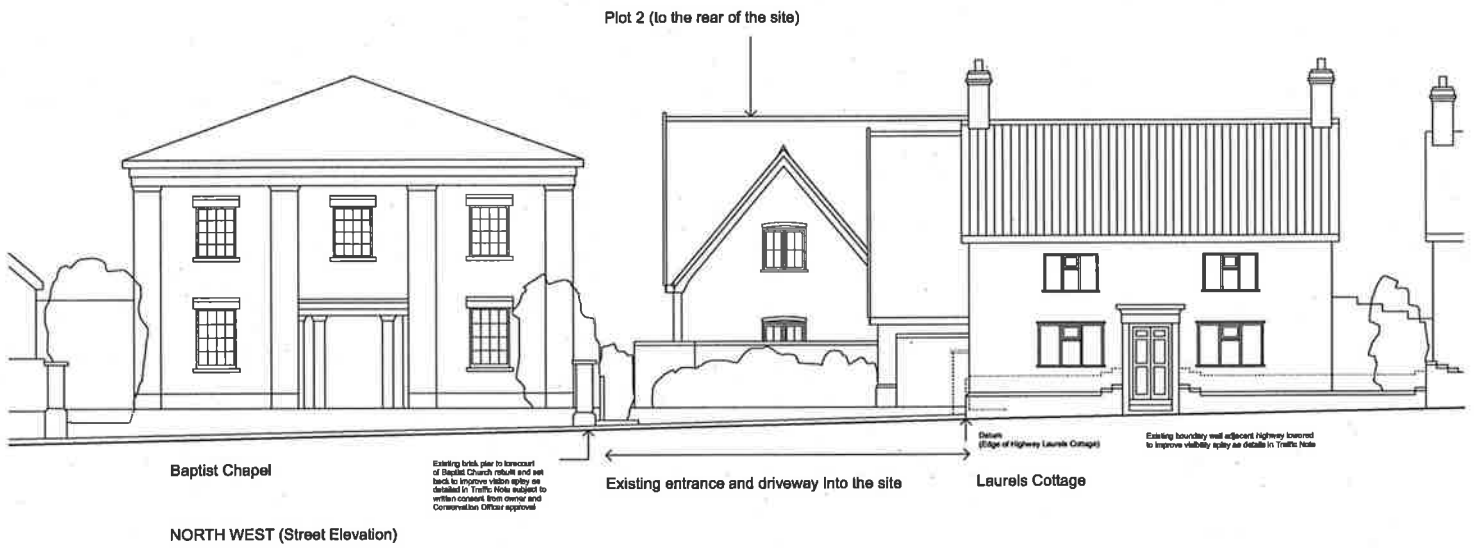 Plot 2 (to the rear of the site)
Baptist Chapel
Existing brick pier to forecourt
of Baptist Church rebuilt and set
back to improve vision splay as
detailed in Traffic Note subject to
written consent from owner and
Conservation Officer approval
Existing entrance and driveway into the site
Datum
(Edge of Highway Laurels Cottage)
Laurels Cottage
Existing boundary wall adjacent highway lowered
to improve visibility splay as details in Traffic Note
NORTH WEST (Street Elevation)